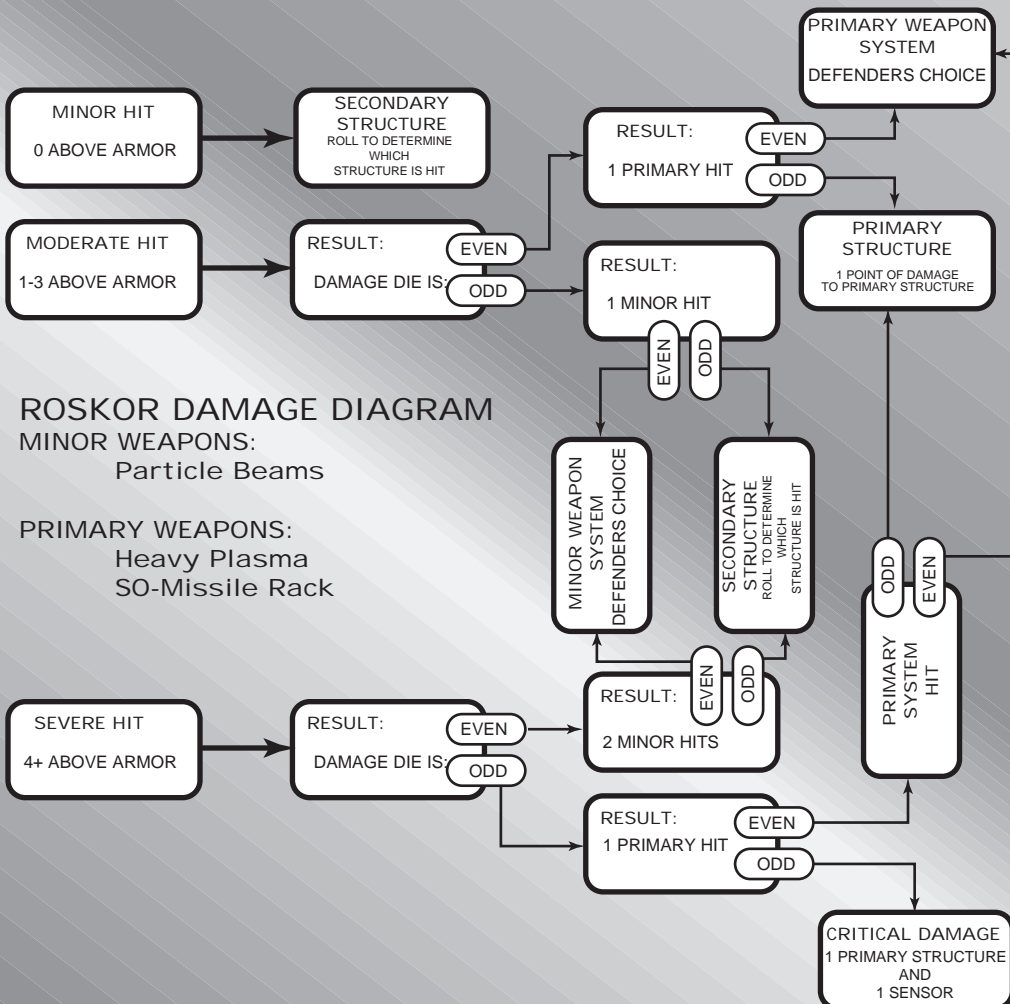 PRIMARY WEAPON
SYSTEM
DEFENDERS CHOICE
MINOR HIT
0 ABOVE ARMOR
SECONDARY
STRUCTURE
ROLL TO DETERMINE
WHICH
STRUCTURE IS HIT
RESULT:
1 PRIMARY HIT
EVEN
ODD
MODERATE HIT
1-3 ABOVE ARMOR
RESULT:
DAMAGE DIE IS:
EVEN
ODD
RESULT:
1 MINOR HIT
EVEN
ODD
PRIMARY
STRUCTURE
1 POINT OF DAMAGE
TO PRIMARY STRUCTURE
ROSKOR DAMAGE DIAGRAM
MINOR WEAPONS:
Particle Beams
PRIMARY WEAPONS:
Heavy Plasma
SO-Missile Rack
MINOR WEAPON
SYSTEM
DEFENDERS CHOICE
SECONDARY
STRUCTURE
ROLL TO DETERMINE
WHICH
STRUCTURE IS HIT
ODD
EVEN
PRIMARY
SYSTEM
HIT
SEVERE HIT
4+ ABOVE ARMOR
RESULT:
DAMAGE DIE IS:
EVEN
ODD
RESULT:
2 MINOR HITS
EVEN
ODD
RESULT:
1 PRIMARY HIT
EVEN
ODD
CRITICAL DAMAGE
1 PRIMARY STRUCTURE
AND
1 SENSOR